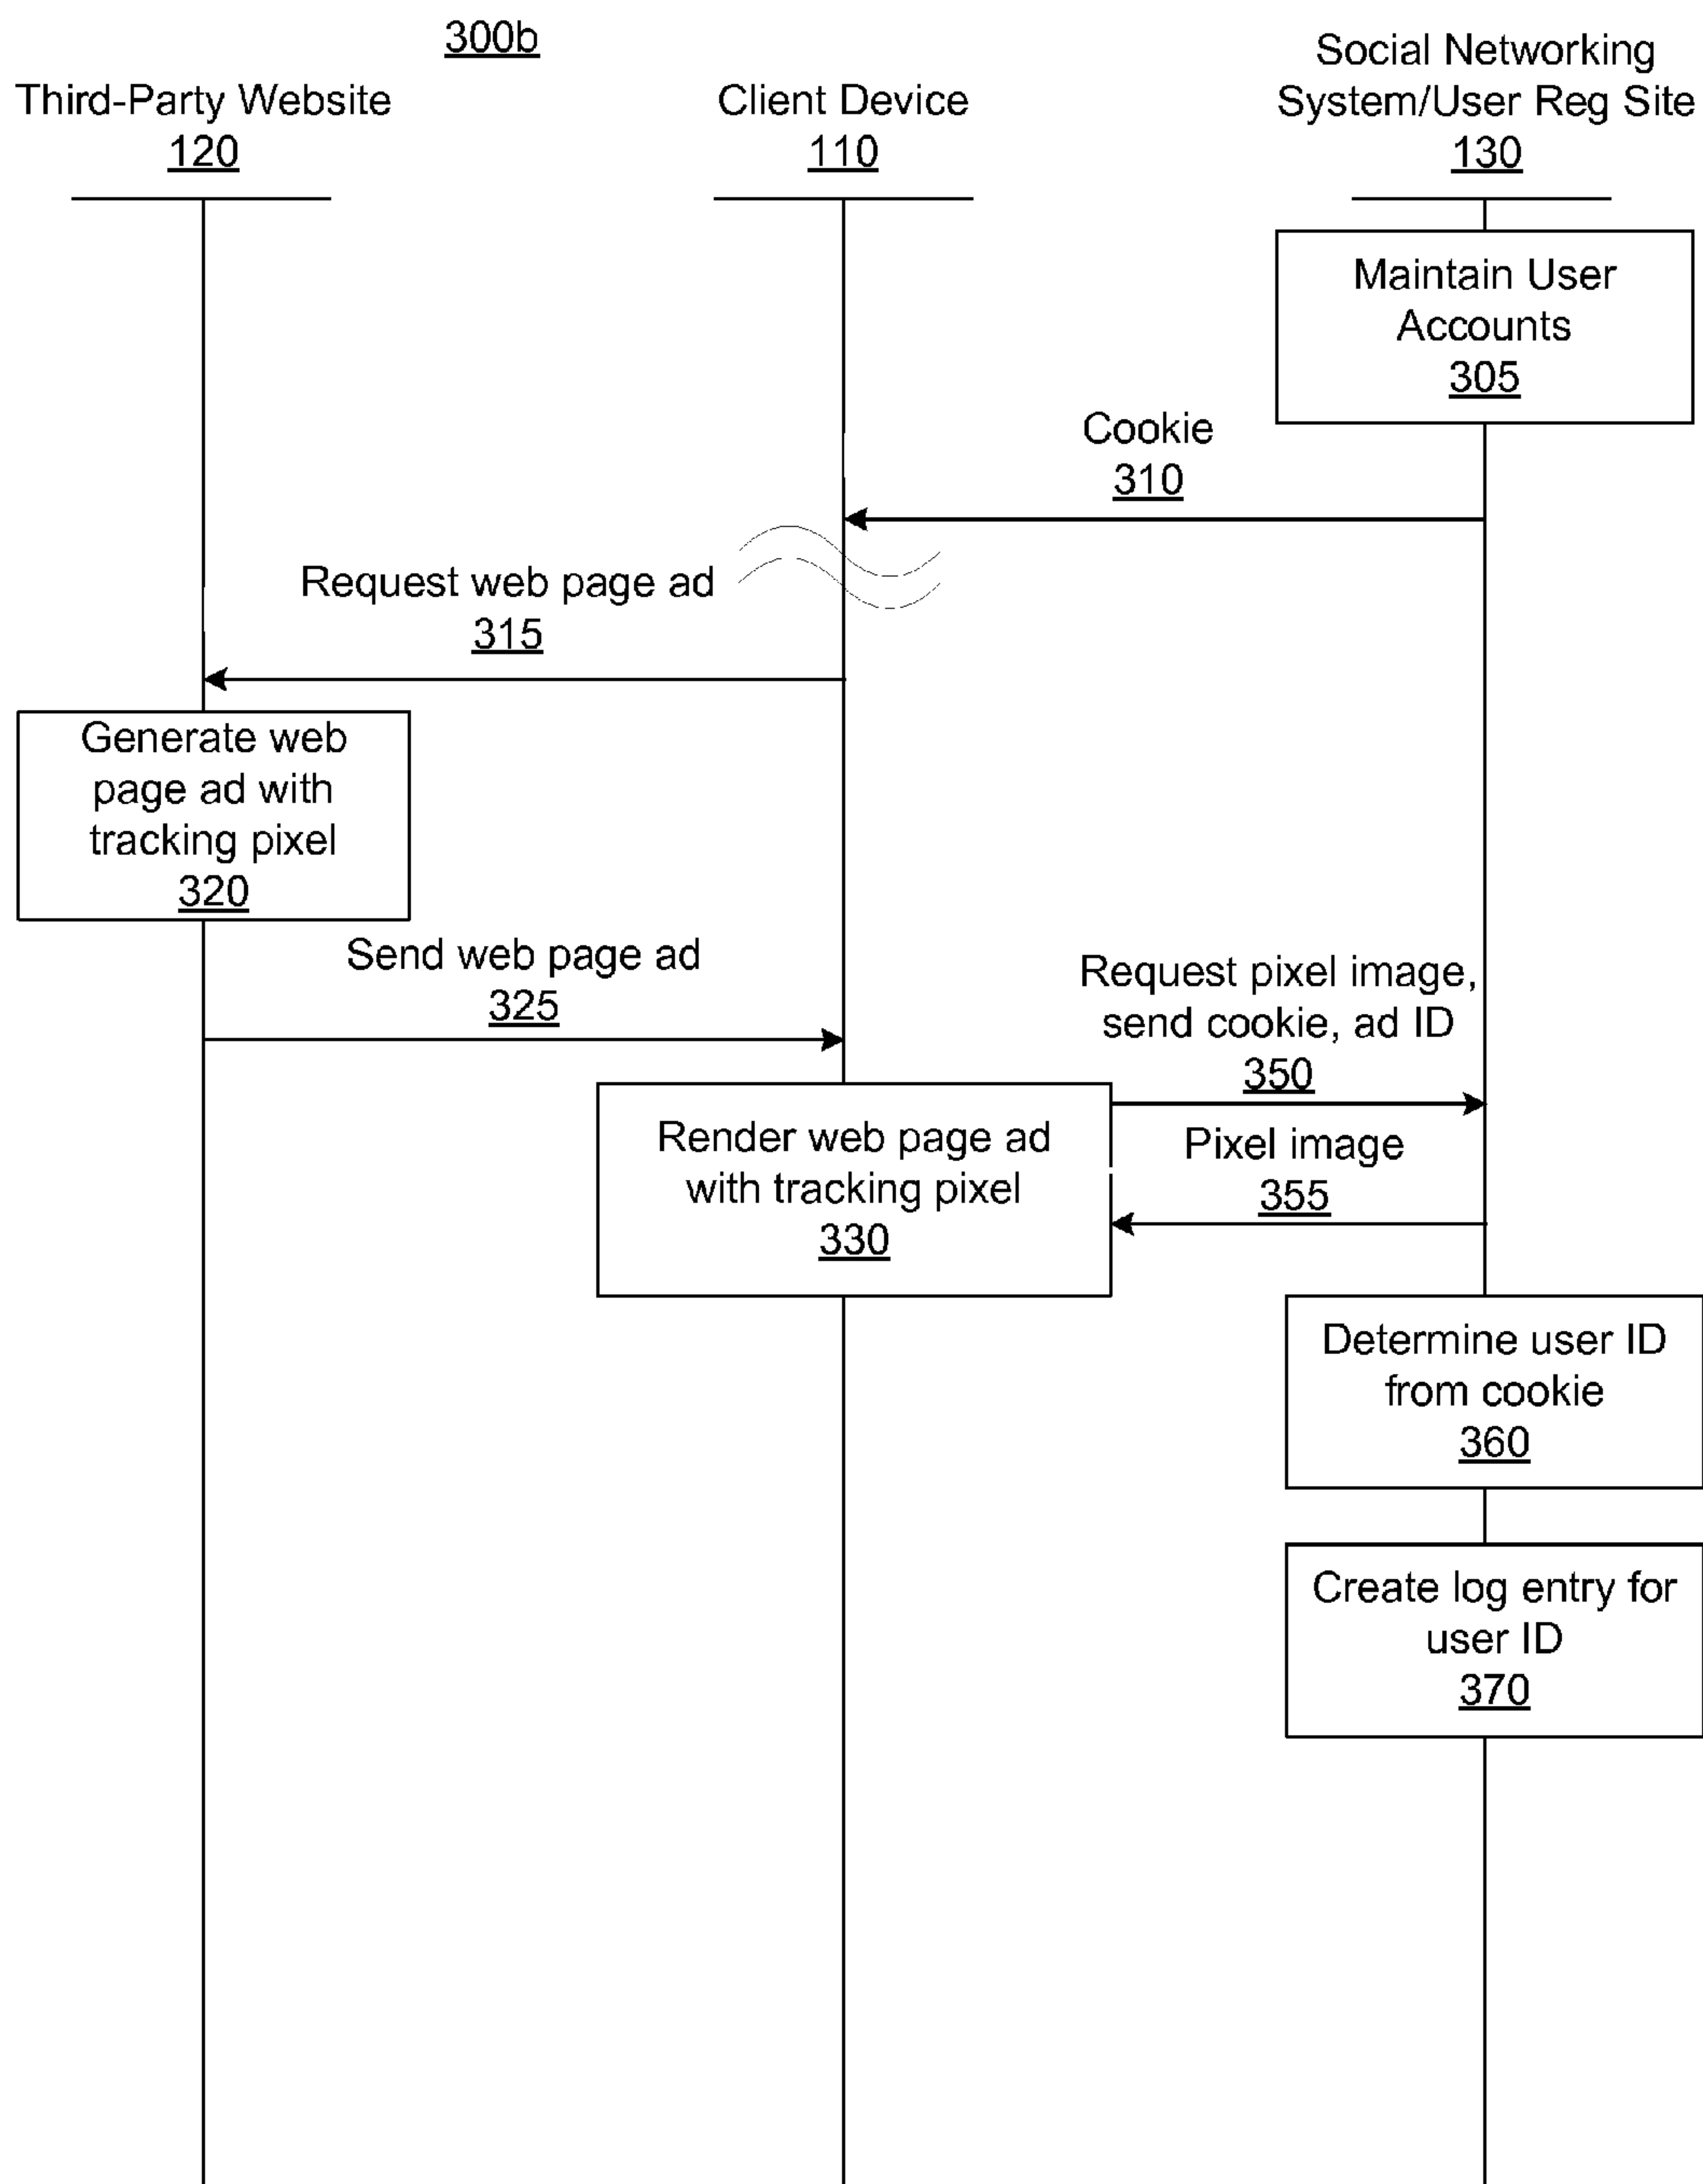 300b
Third-Party Website
120
Client Device
110
Social Networking
System/User Reg Site
130
Maintain User
Accounts
305
Cookie
310
Request web page ad
315
Generate web
page ad with
tracking pixel
320
Send web page ad
325
Request pixel image,
send cookie, ad ID
350
Render web page ad
with tracking pixel
330
Pixel image
355
Determine user ID
from cookie
360
Create log entry for
user ID
370